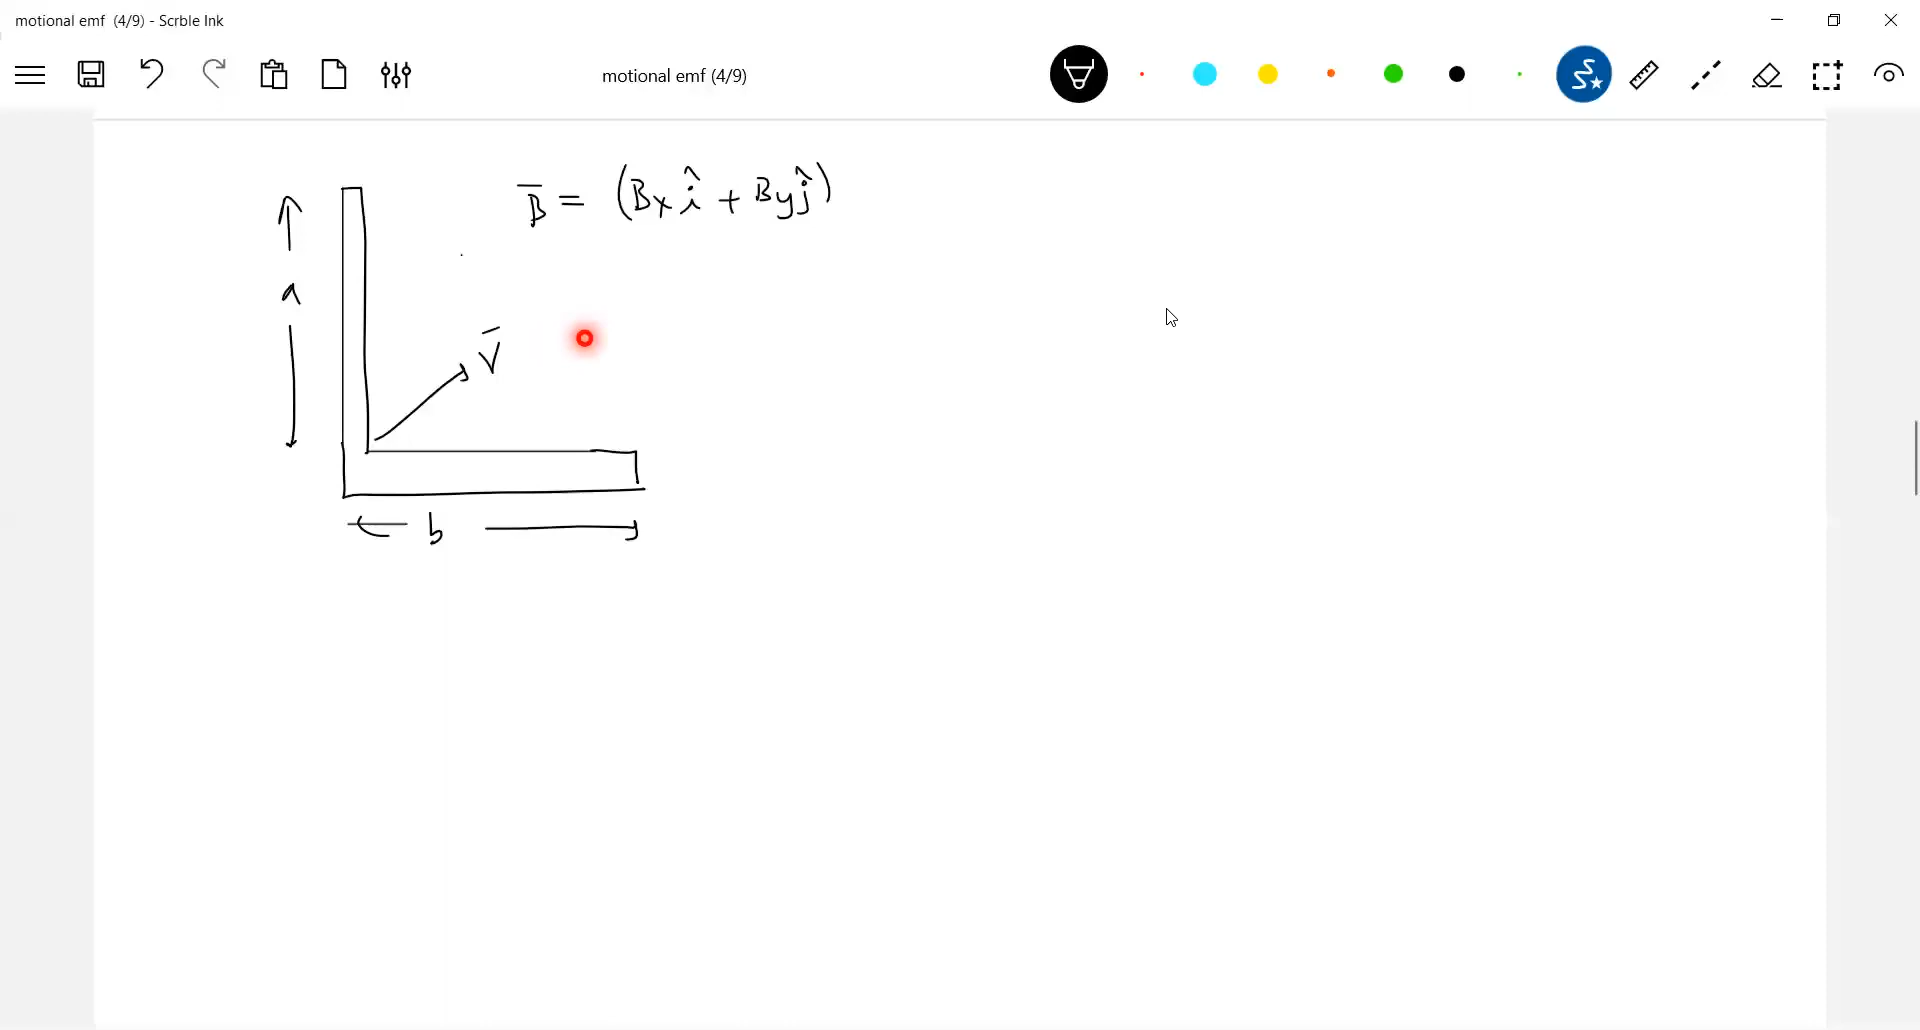 motional emf (4/9) - Scrble Ink
motional emf (4/9)
B̅ = (Bx î + By ĵ)
a
V̅
b